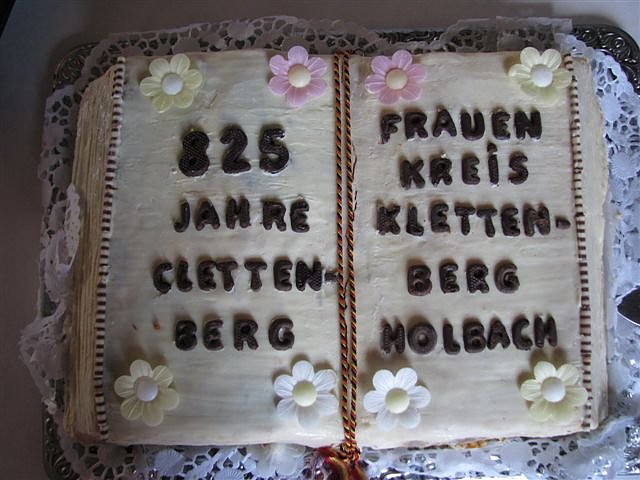 825
JAHRE
CLETTEN-
BERG
FRAUEN
KREiS
KLETTEN-
BERG
HOLBACH